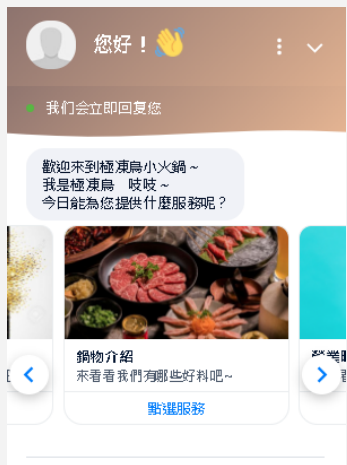 您好！👋
我们会立即回复您
歡迎來到極凍鳥小火鍋～
我是極凍鳥 吱吱～
今日能為您提供什麼服務呢？
鍋物介紹
來看看我們有哪些好料吧~
點選服務